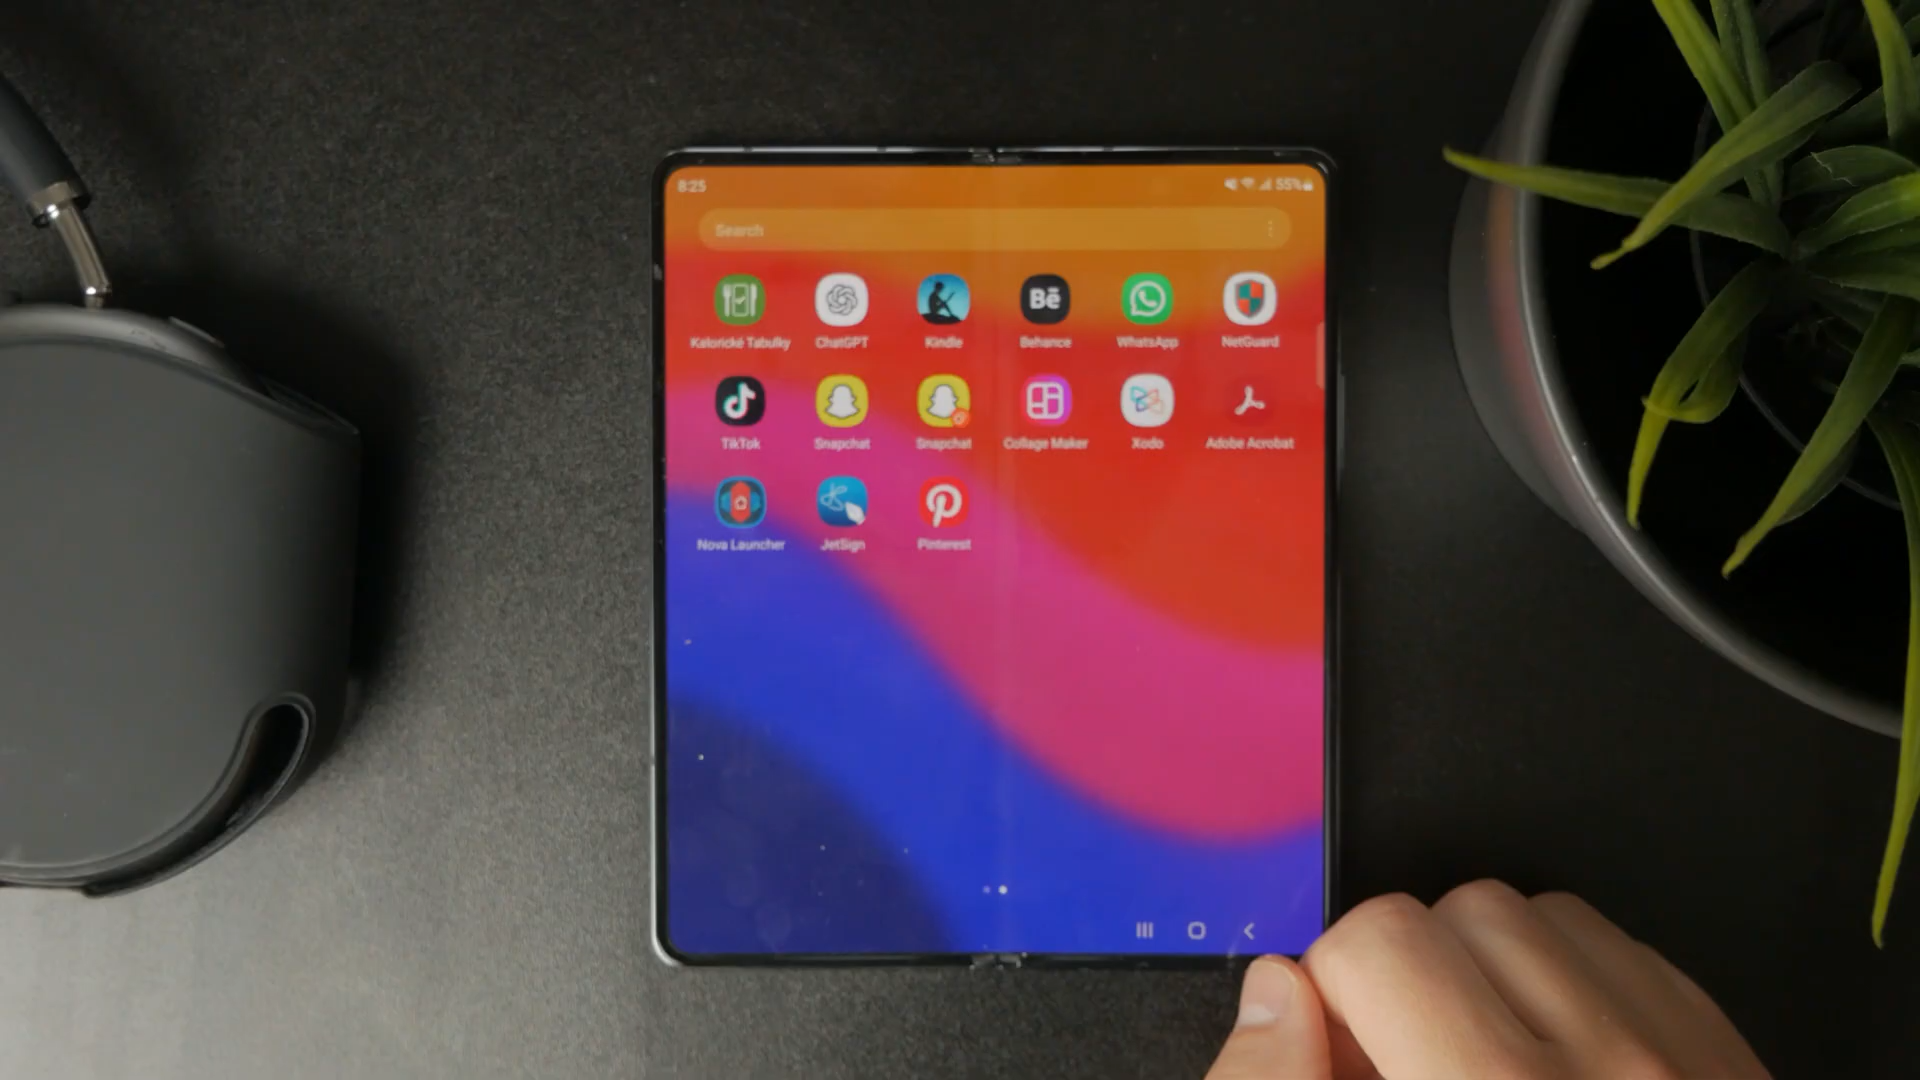 8:25 55%
Search
Bē
Kalorické Tabulky ChatGPT Kindle Behance WhatsApp NetGuard
TikTok Snapchat Snapchat Collage Maker Xodo Adobe Acrobat
Nova Launcher JetSign Pinterest